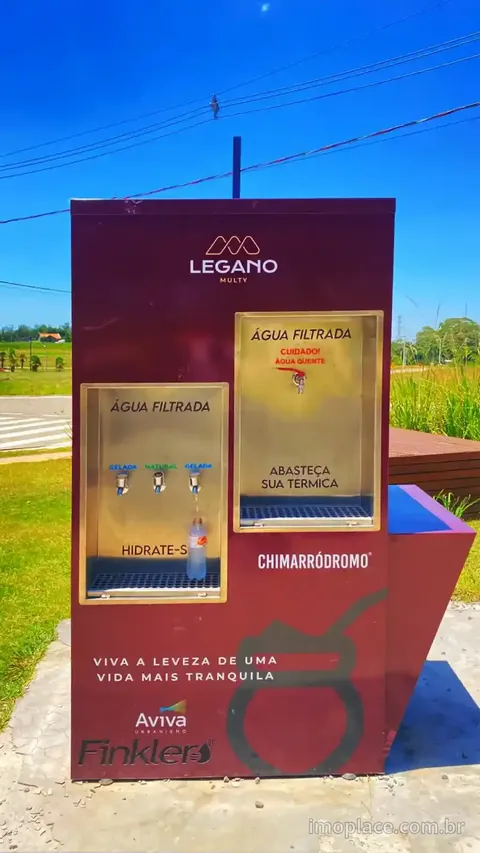 LEGANO
MULTY
ÁGUA FILTRADA
CUIDADO!
ÁGUA QUENTE
ABASTEÇA
SUA TÉRMICA
ÁGUA FILTRADA
GELADA NATURAL GELADA
HIDRATE-S
CHIMARRÓDROMO
VIVA A LEVEZA DE UMA
VIDA MAIS TRANQUILA
Aviva
URBANISMO
Finkler
imoplace.com.br